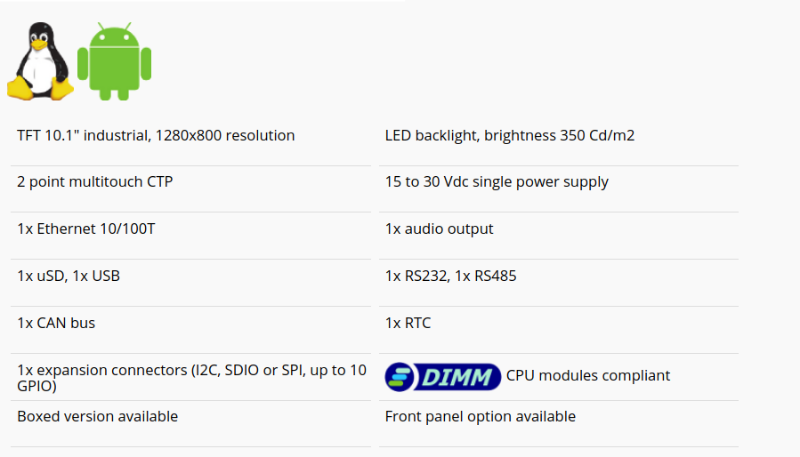 TFT 10.1" industrial, 1280x800 resolution
LED backlight, brightness 350 Cd/m2
2 point multitouch CTP
15 to 30 Vdc single power supply
1x Ethernet 10/100T
1x audio output
1x uSD, 1x USB
1x RS232, 1x RS485
1x CAN bus
1x RTC
1x expansion connectors (I2C, SDIO or SPI, up to 10
GPIO)
DIMM CPU modules compliant
Boxed version available
Front panel option available